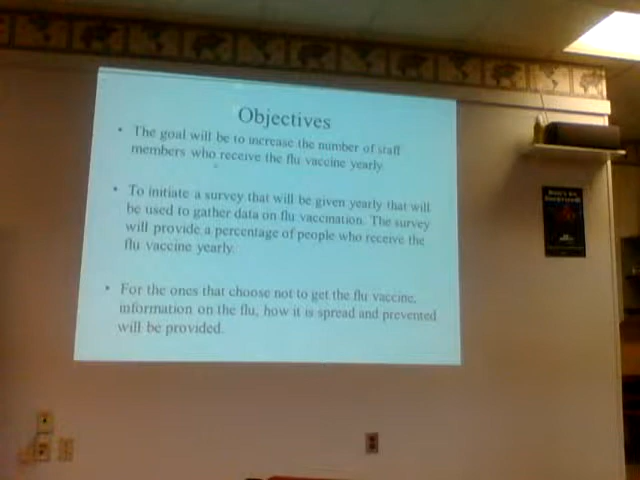 Objectives
• The goal will be to increase the number of staff
members who receive the flu vaccine yearly.
• To initiate a survey that will be given yearly that will
be used to gather data on flu vaccination. The survey
will provide a percentage of people who receive the
flu vaccine yearly.
• For the ones that choose not to get the flu vaccine,
information on the flu, how it is spread and prevented
will be provided.